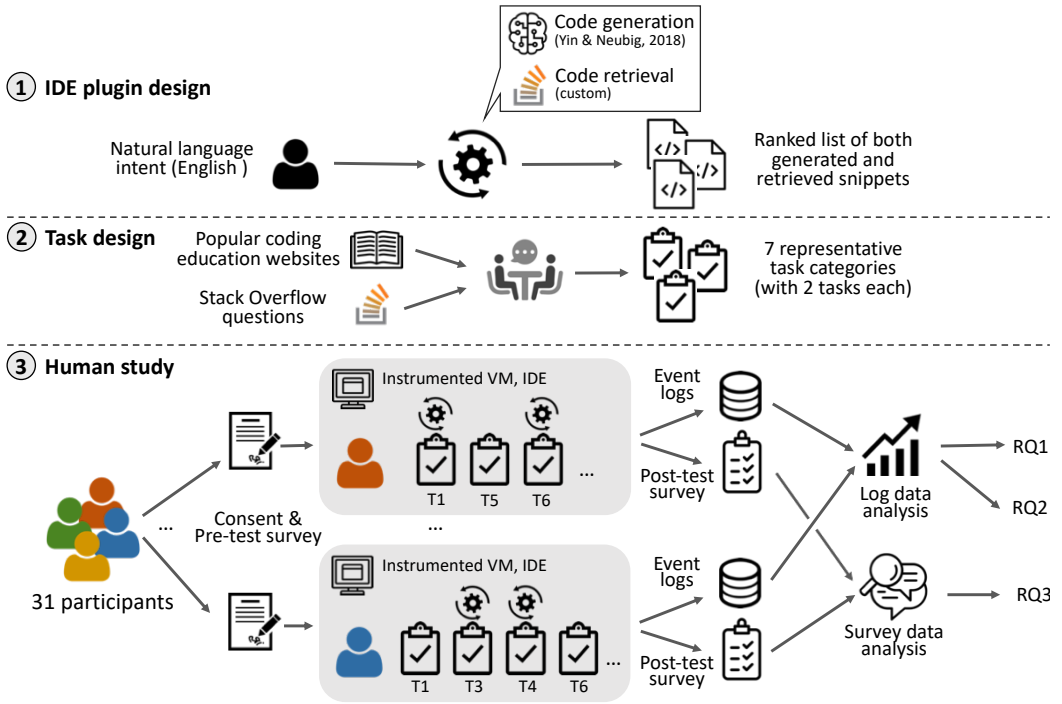 Code generation
(Yin & Neubig, 2018)
Code retrieval
(custom)
1 IDE plugin design
Natural language
intent (English )
</>
</>
</>
Ranked list of both
generated and
retrieved snippets
2 Task design
Popular coding
education websites
Stack Overflow
questions
7 representative
task categories
(with 2 tasks each)
3 Human study
Instrumented VM, IDE
T1
T5
T6
...
Event
logs
Post-test
survey
Log data
analysis
RQ1
RQ2
...
Consent &
Pre-test survey
...
31 participants
Instrumented VM, IDE
T1
T3
T4
T6
...
Event
logs
Post-test
survey
Survey data
analysis
RQ3